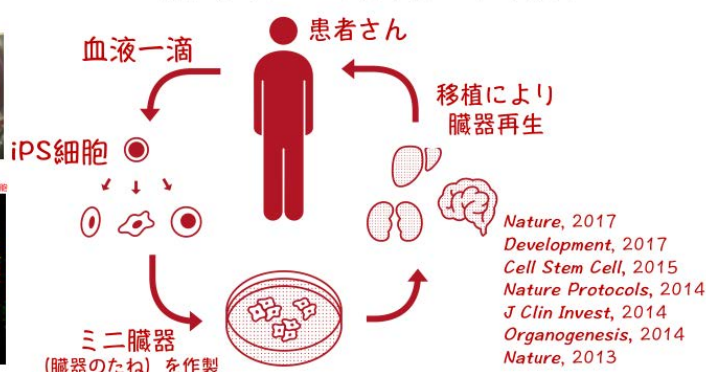 患者さん
血液一滴
移植により
臓器再生
iPS細胞
Nature, 2017
Development, 2017
Cell Stem Cell, 2015
Nature Protocols, 2014
J Clin Invest, 2014
Organogenesis, 2014
Nature, 2013
ミニ臓器
(臓器のたね) を作製